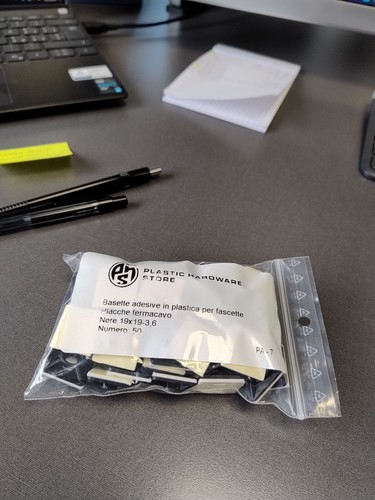 PLASTIC HARDWARE
STORE
Basette adesive in plastica per fascette
Placche fermacavo
Nere 19x19-3,6
Numero: 50